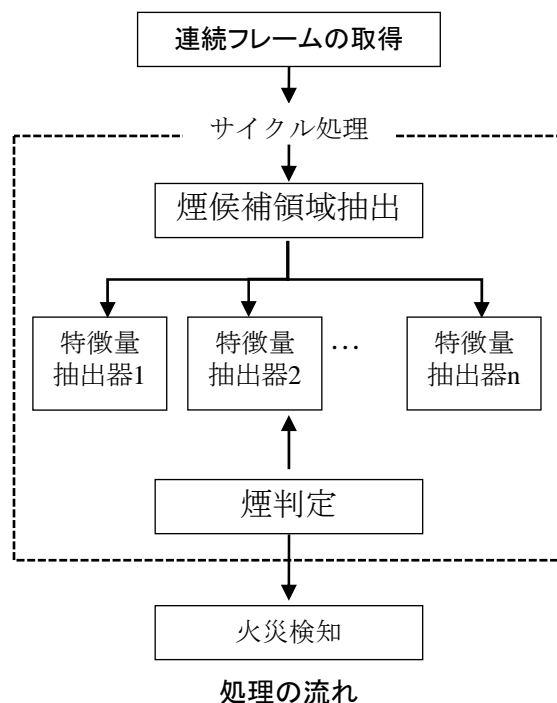 連続フレームの取得
サイクル処理
煙候補領域抽出
特徴量
抽出器1
特徴量
抽出器2
…
特徴量
抽出器n
煙判定
火災検知
処理の流れ